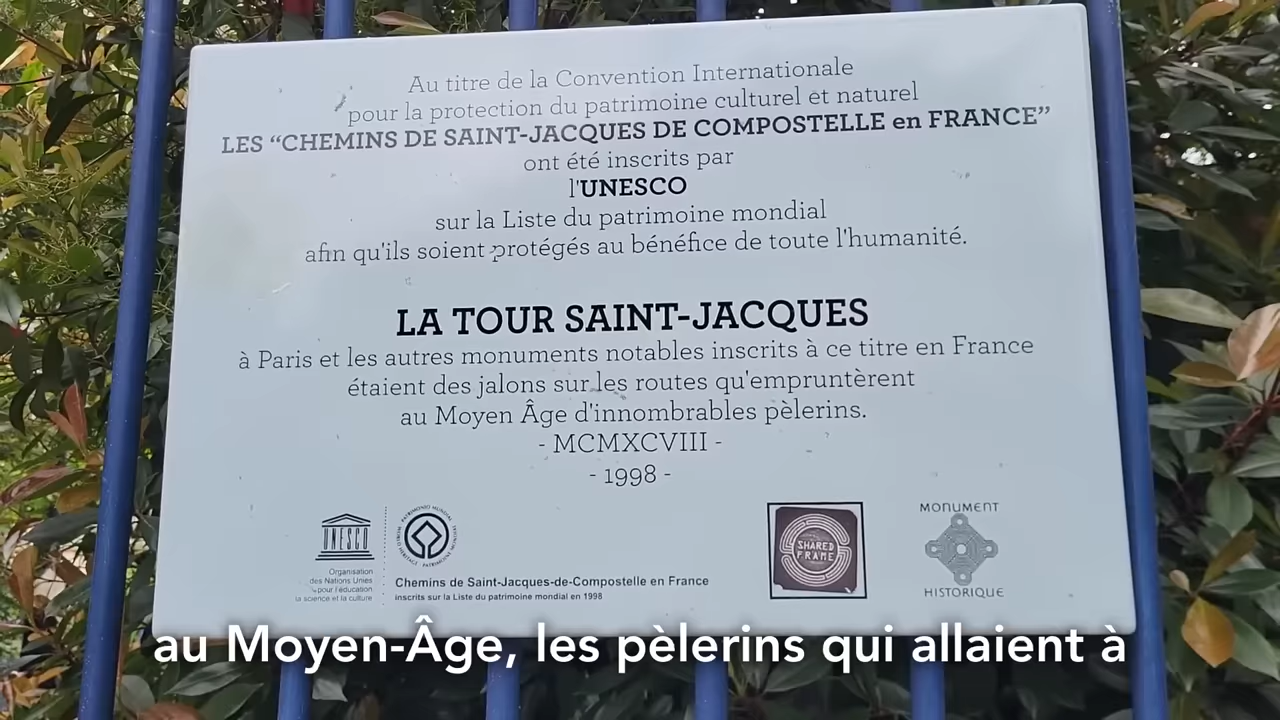 Au titre de la Convention Internationale
pour la protection du patrimoine culturel et naturel
LES “CHEMINS DE SAINT-JACQUES DE COMPOSTELLE en FRANCE”
ont été inscrits par
l'UNESCO
sur la Liste du patrimoine mondial
afin qu'ils soient protégés au bénéfice de toute l'humanité.
LA TOUR SAINT-JACQUES
à Paris et les autres monuments notables inscrits à ce titre en France
étaient des jalons sur les routes qu'empruntèrent
au Moyen Âge d'innombrables pèlerins.
- MCMXCVIII -
- 1998 -
UNESCO
Organisation
des Nations Unies
pour l'éducation
la science et la culture
PATRIMONIO MUNDIAL
WORLD HERITAGE
PATRIMOINE MONDIAL
Chemins de Saint-Jacques-de-Compostelle en France
inscrits sur la Liste du patrimoine mondial en 1998
SHARED
FRAME
MONUMENT
HISTORIQUE
au Moyen-Âge, les pèlerins qui allaient à